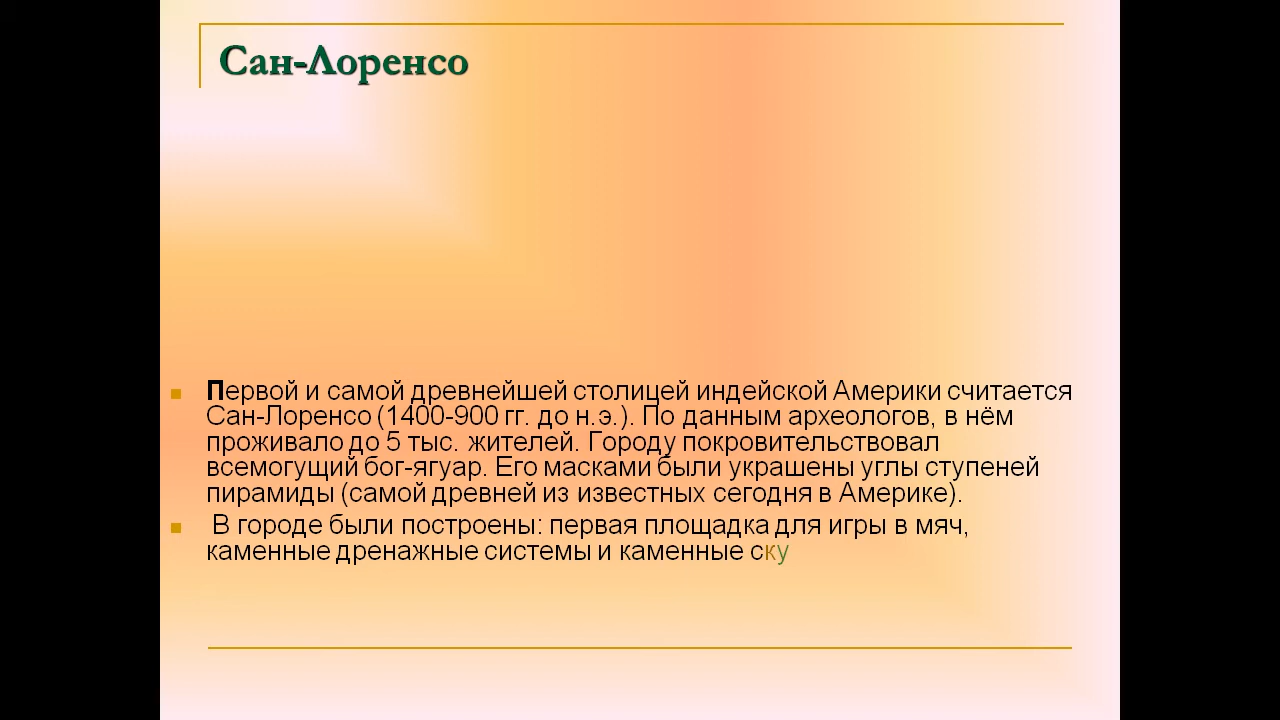 Сан-Лоренсо
Первой и самой древнейшей столицей индейской Америки считается
Сан-Лоренсо (1400-900 гг. до н.э.). По данным археологов, в нём
проживало до 5 тыс. жителей. Городу покровительствовал
всемогущий бог-ягуар. Его масками были украшены углы ступеней
пирамиды (самой древней из известных сегодня в Америке).
В городе были построены: первая площадка для игры в мяч,
каменные дренажные системы и каменные ску